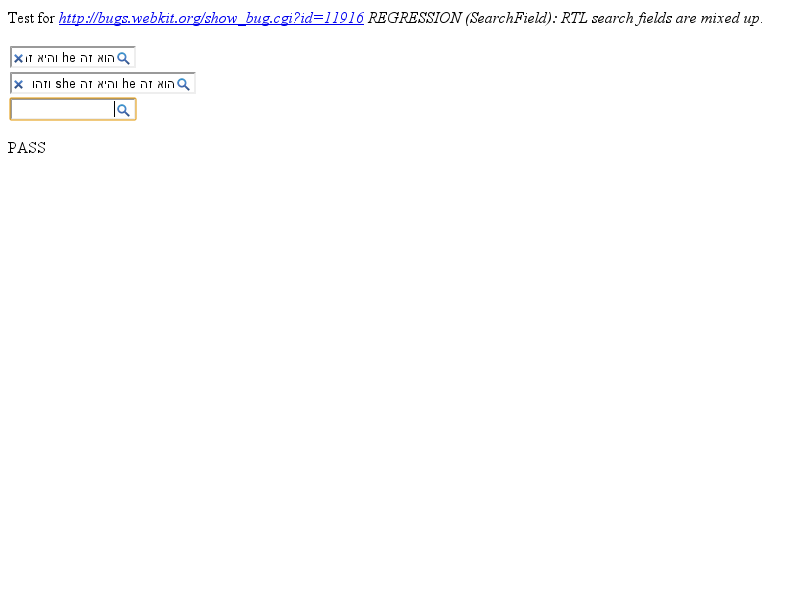 Test for http://bugs.webkit.org/show_bug.cgi?id=11916 REGRESSION (SearchField): RTL search fields are mixed up.
הוא זה he והיא
הוא זה he והיא זה she וזהו
PASS